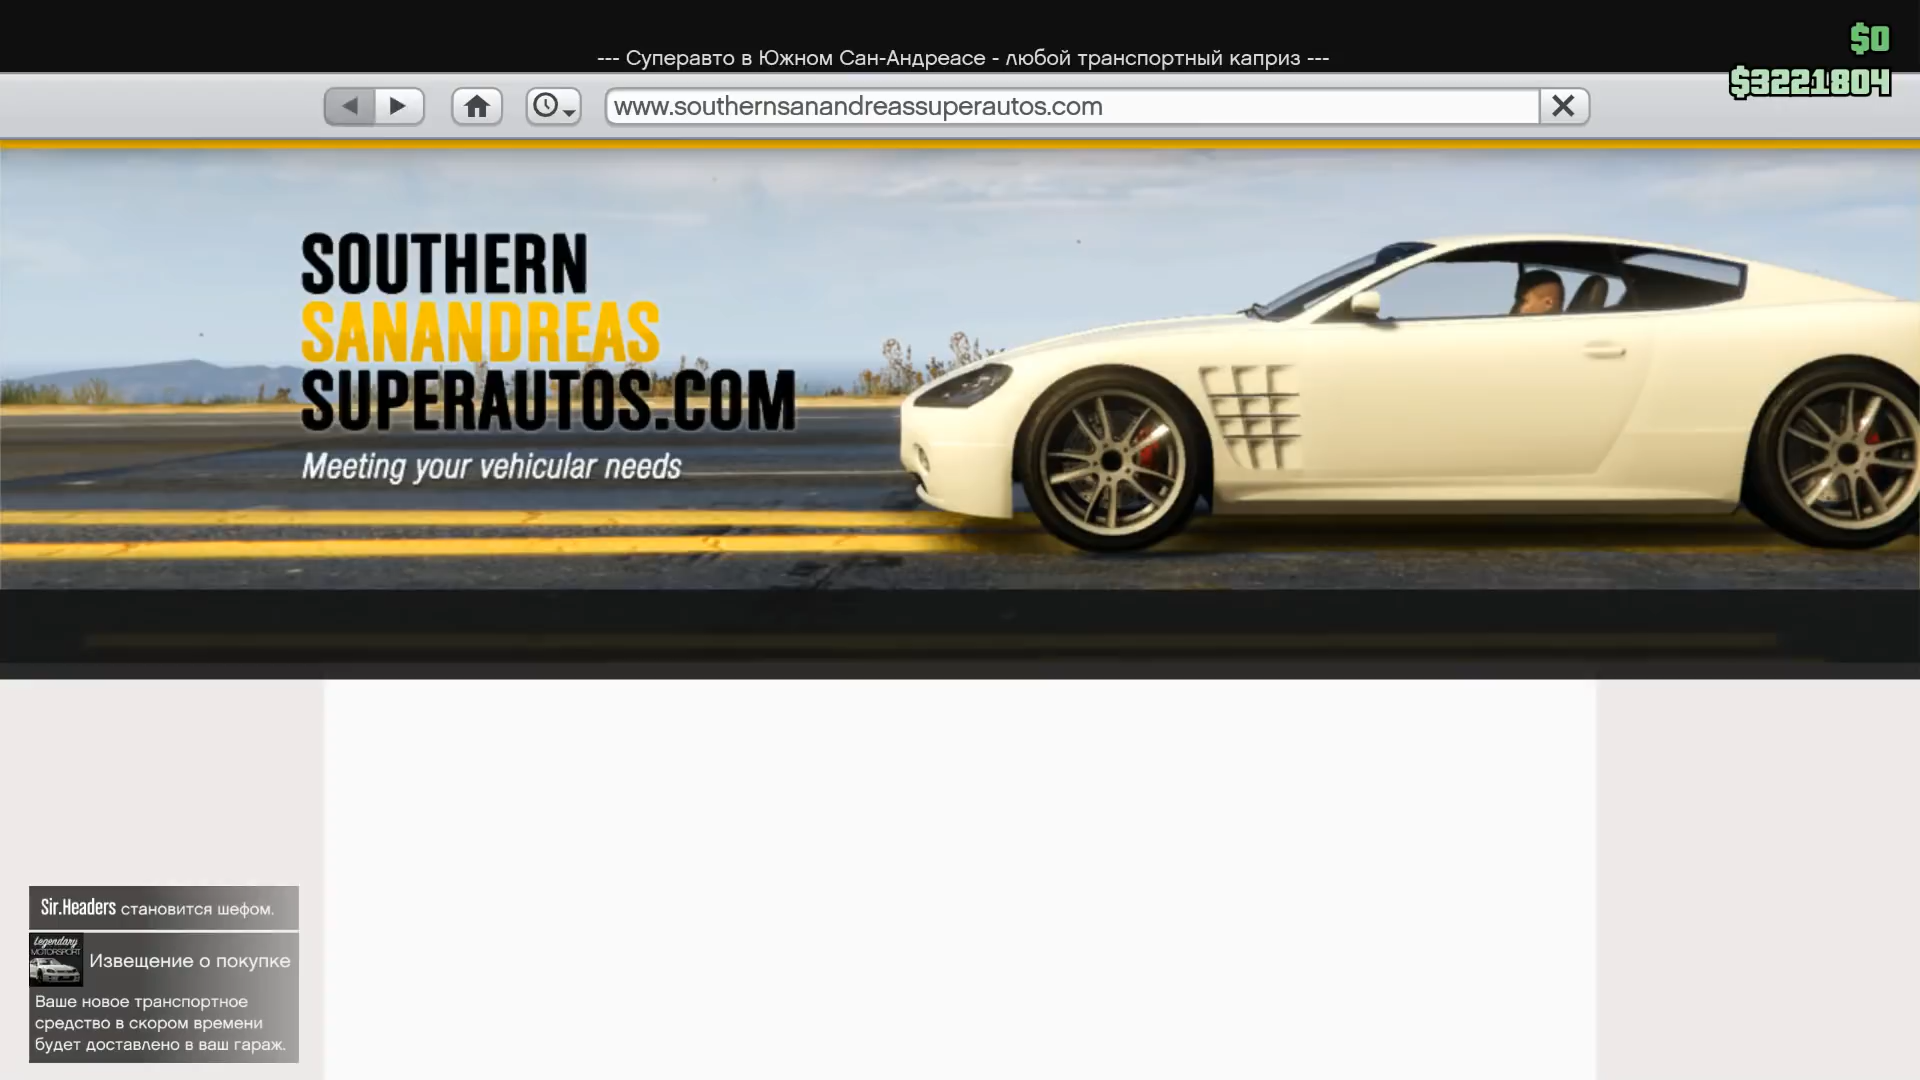 --- Суперавто в Южном Сан-Андреасе - любой транспортный каприз ---
$0
$3221804
www.southernsanandreassuperautos.com
SOUTHERN
SANANDREAS
SUPERAUTOS.COM
Meeting your vehicular needs
Sir.Headers становится шефом.
Legendary
MOTORSPORT
Извещение о покупке
Ваше новое транспортное
средство в скором времени
будет доставлено в ваш гараж.